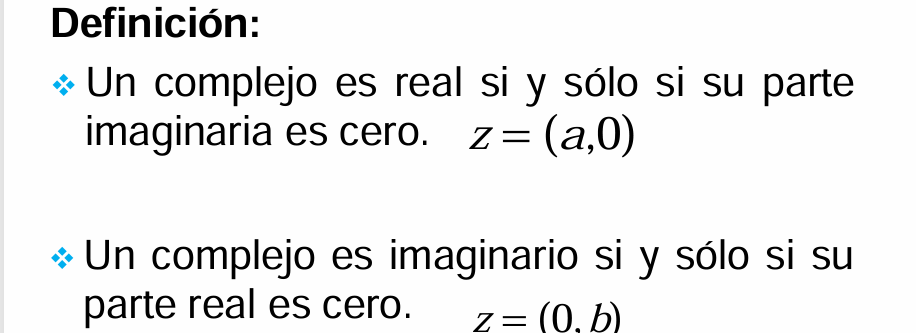 Definición:
❖ Un complejo es real si y sólo si su parte
imaginaria es cero. z = (a,0)
❖ Un complejo es imaginario si y sólo si su
parte real es cero. z = (0, b)